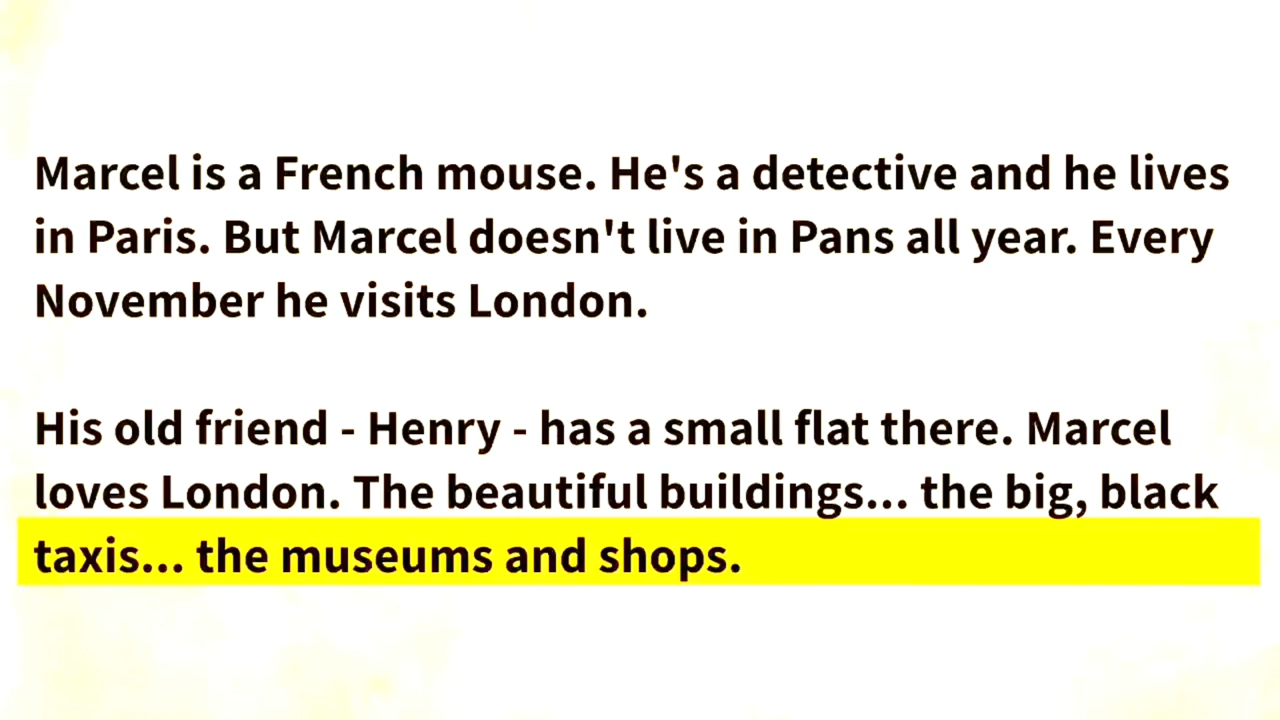 Marcel is a French mouse. He's a detective and he lives
in Paris. But Marcel doesn't live in Pans all year. Every
November he visits London.
His old friend - Henry - has a small flat there. Marcel
loves London. The beautiful buildings... the big, black
taxis... the museums and shops.